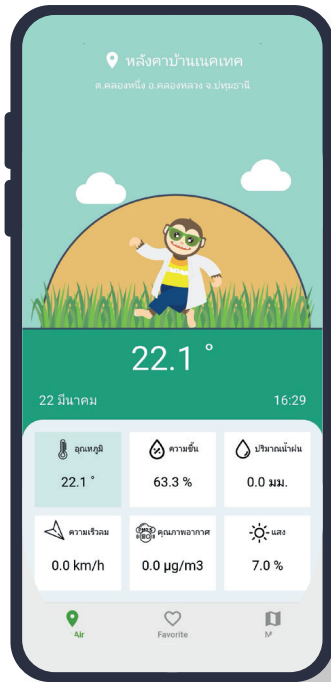 หลังคาบ้านเนคเทค
ต.คลองหนึ่ง อ.คลองหลวง จ.ปทุมธานี
22.1 °
22 มีนาคม 16:29
อุณหภูมิ ความชื้น ปริมาณน้ำฝน
22.1 ° 63.3 % 0.0 มม.
ความเร็วลม PM2.5 คุณภาพอากาศ แสง
0.0 km/h 0.0 µg/m3 7.0 %
Air Favorite M